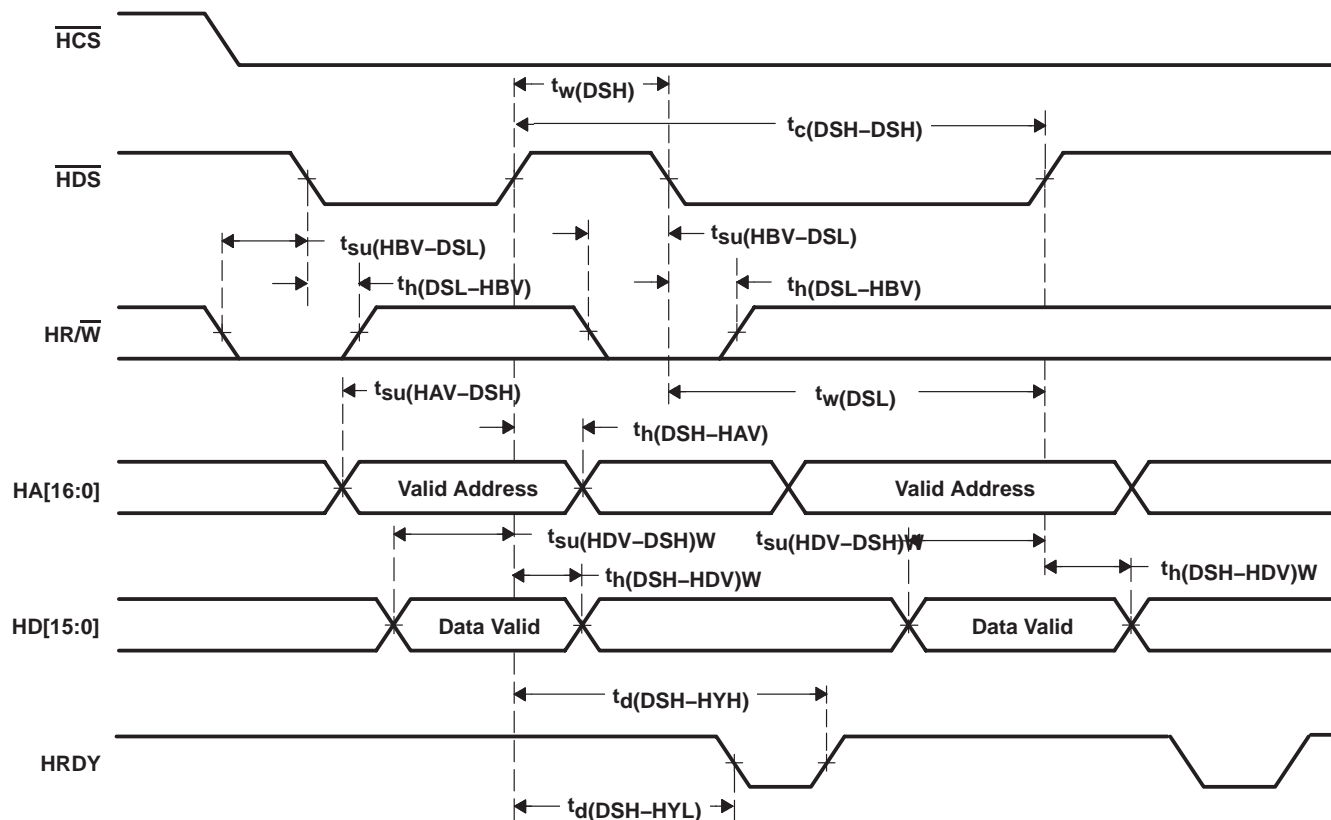 H̅C̅S̅
tw(DSH)
tc(DSH–DSH)
H̅D̅S̅
tsu(HBV–DSL)
tsu(HBV–DSL)
th(DSL–HBV)
th(DSL–HBV)
HR/W̅
tsu(HAV–DSH)
tw(DSL)
th(DSH–HAV)
HA[16:0]
Valid Address
Valid Address
tsu(HDV–DSH)W
tsu(HDV–DSH)W
th(DSH–HDV)W
th(DSH–HDV)W
HD[15:0]
Data Valid
Data Valid
td(DSH–HYH)
HRDY
td(DSH–HYL)